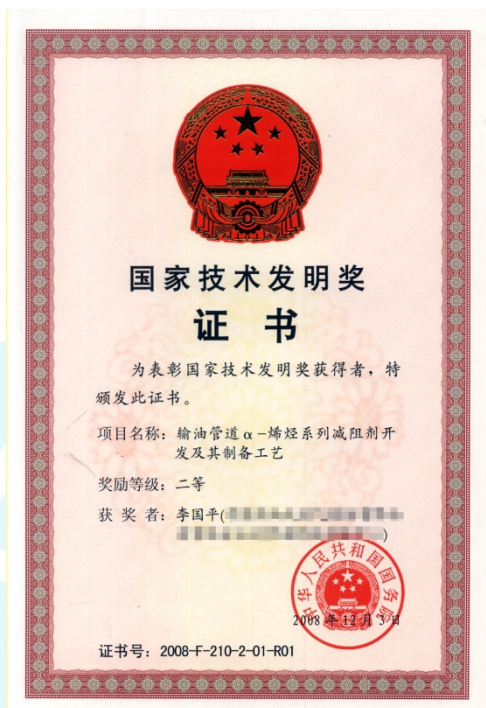 国家技术发明奖
证书
为表彰国家技术发明奖获得者，特
颁发此证书。
项目名称：输油管道α-烯烃系列减阻剂开
发及其制备工艺
奖励等级：二等
获奖者：李国平(
)
中华人民共和国国务院
2008年12月3日
证书号：2008-F-210-2-01-R01